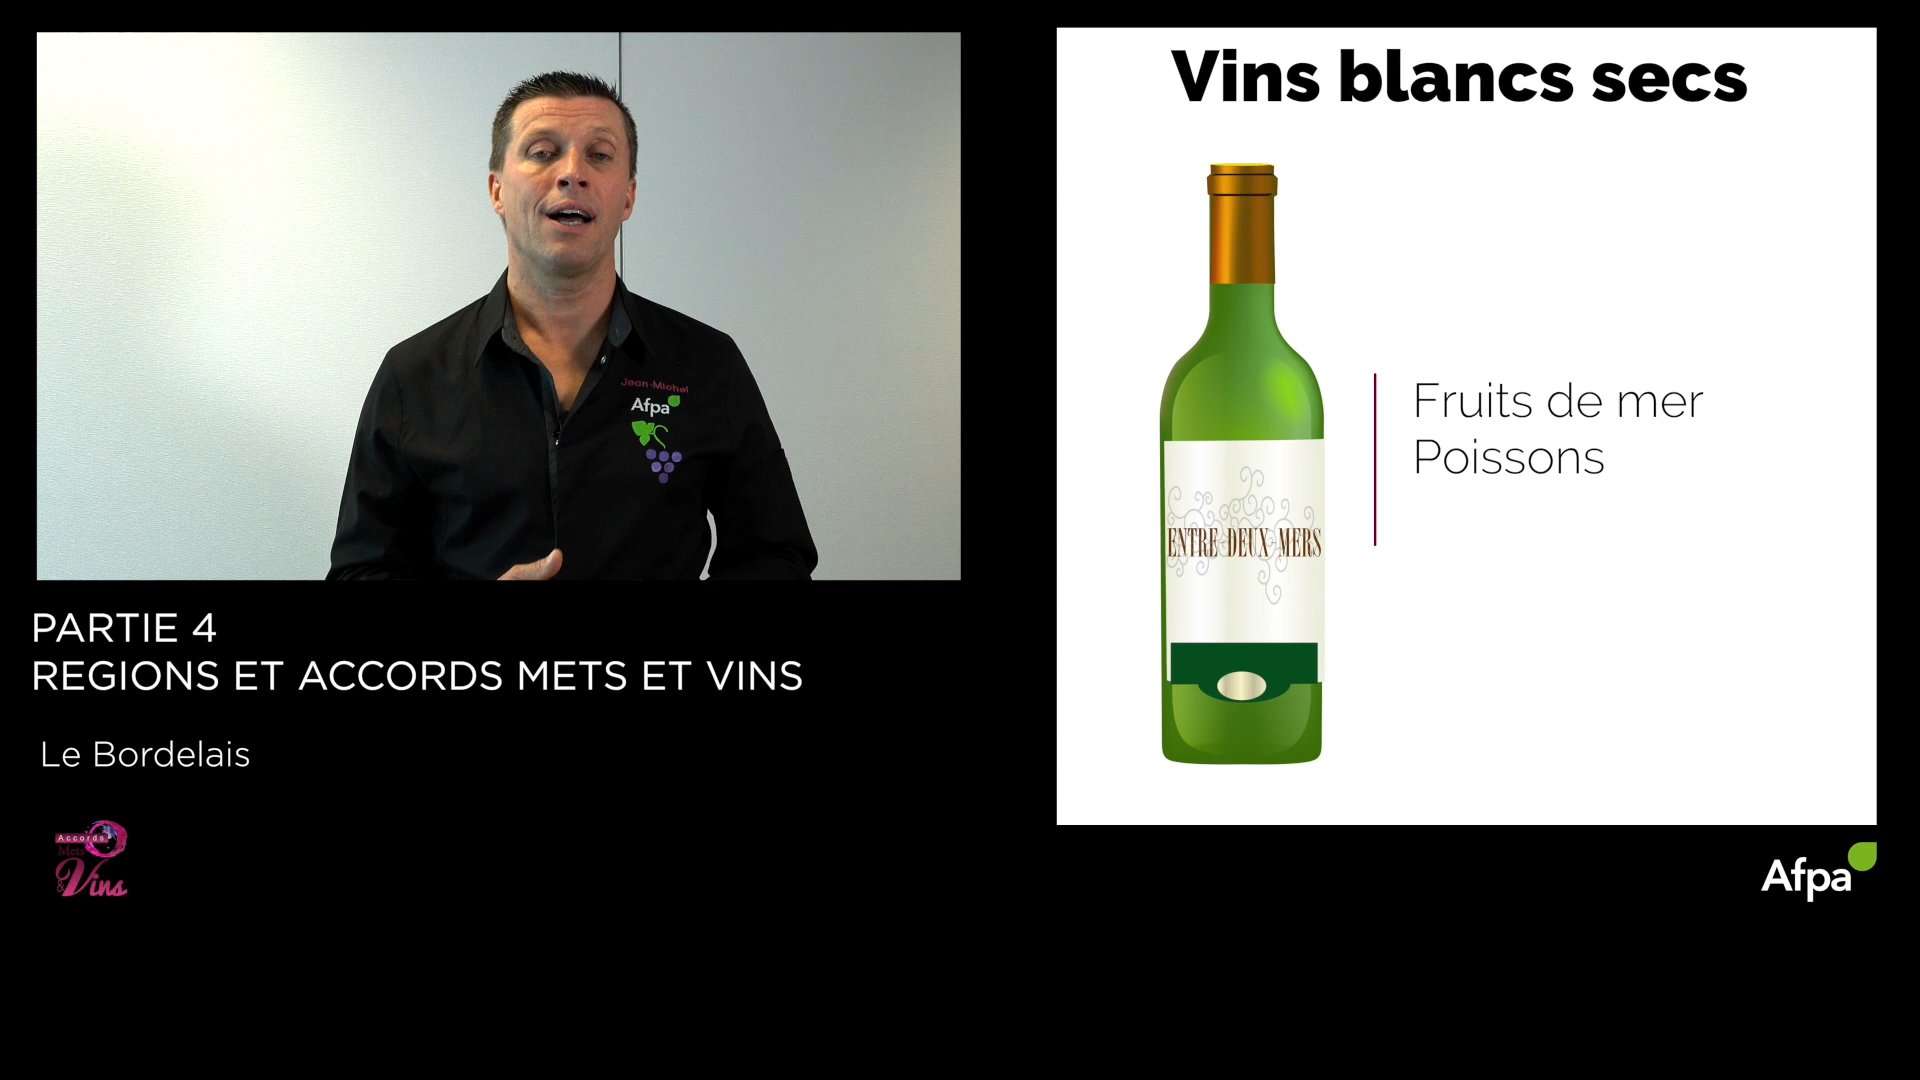 Vins blancs secs
Jean-Michel
Afpa
Fruits de mer
Poissons
ENTRE-DEUX-MERS
PARTIE 4
REGIONS ET ACCORDS METS ET VINS
Le Bordelais
Accords
Mets
&Vins
Afpa